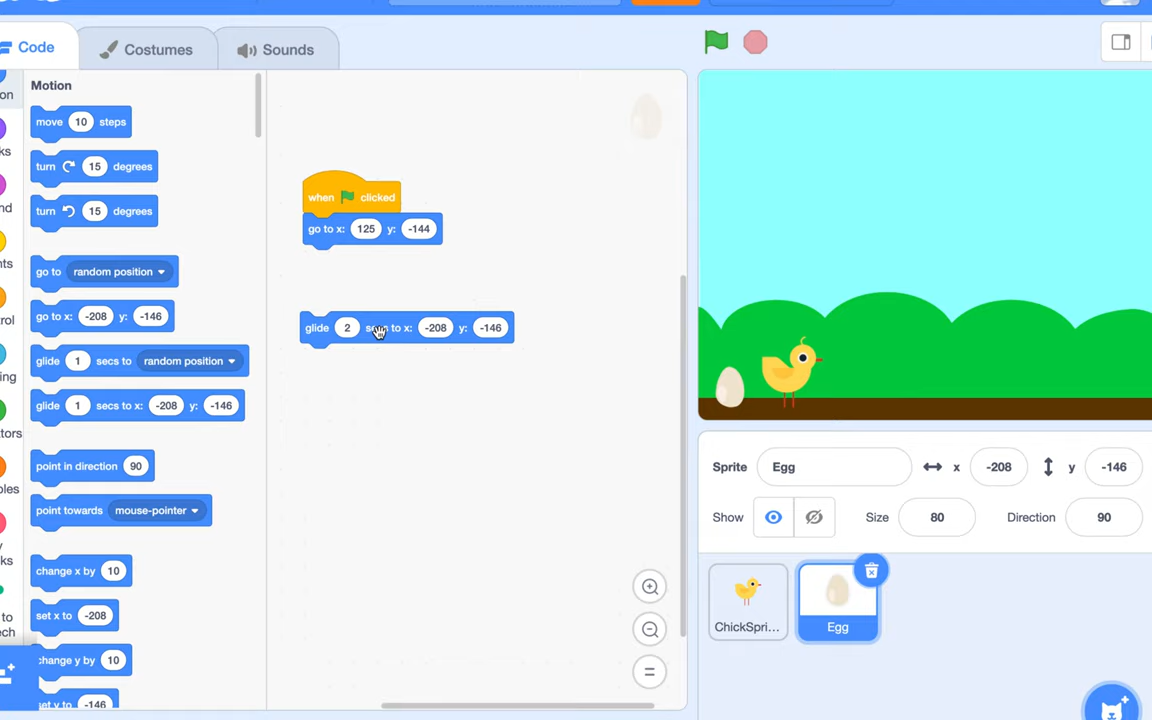 Code
Costumes
Sounds
Motion
move 10 steps
turn 15 degrees
turn 15 degrees
go to random position
go to x: -208 y: -146
glide 1 secs to random position
glide 1 secs to x: -208 y: -146
point in direction 90
point towards mouse-pointer
change x by 10
set x to -208
change y by 10
set y to -146
when clicked
go to x: 125 y: -144
glide 2 secs to x: -208 y: -146
Sprite Egg x -208 y -146
Show Size 80 Direction 90
ChickSpri...
Egg